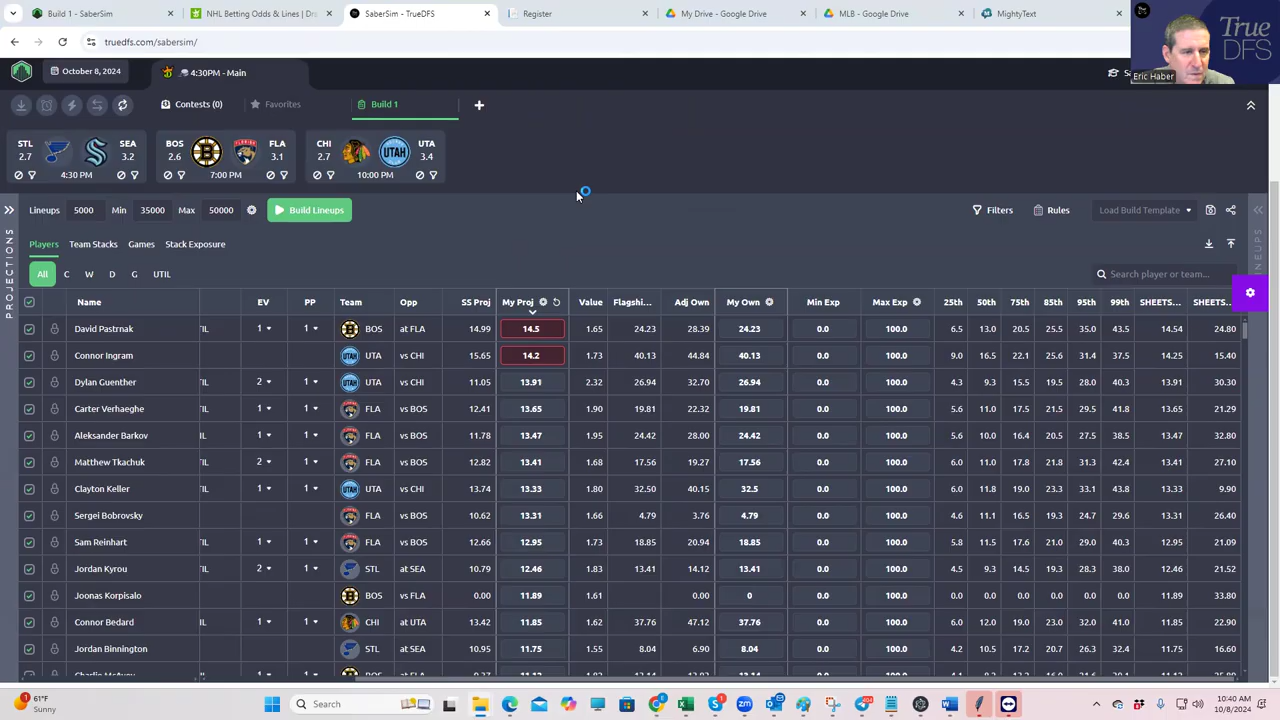 Build 1 - SaberSim
NHL Betting Odds & Lines | Dr
SaberSim - TrueDFS
Register
My Drive - Google Drive
MLB - Google Drive
MightyText
truedfs.com/sabersim/
True
DFS
Eric Haber
October 8, 2024
4:30PM - Main
Sa
Contests (0)
Favorites
Build 1
STL SEA BOS FLA CHI UTA
2.7 3.2 2.6 3.1 2.7 3.4
4:30 PM 7:00 PM 10:00 PM
PROJECTIONS
Lineups 5000 Min 35000 Max 50000 Build Lineups Filters Rules Load Build Template
Players Team Stacks Games Stack Exposure
All C W D G UTIL Search player or team...
Name EV PP Team Opp SS Proj My Proj Value Flagshi... Adj Own My Own Min Exp Max Exp 25th 50th 75th 85th 95th 99th SHEETS... SHEETS...
David Pastrnak TIL 1 1 BOS at FLA 14.99 14.5 1.65 24.23 28.39 24.23 0.0 100.0 6.5 13.0 20.5 25.5 35.0 43.5 14.54 24.80
Connor Ingram UTA vs CHI 15.65 14.2 1.73 40.13 44.84 40.13 0.0 100.0 9.0 16.5 22.1 25.6 31.4 37.5 14.25 15.40
Dylan Guenther TIL 2 1 UTA vs CHI 11.05 13.91 2.32 26.94 32.70 26.94 0.0 100.0 4.3 9.3 15.5 19.5 28.0 40.3 13.91 30.30
Carter Verhaeghe TIL 1 1 FLA vs BOS 12.41 13.65 1.90 19.81 22.32 19.81 0.0 100.0 5.6 11.0 17.5 21.5 29.5 41.8 13.65 21.29
Aleksander Barkov TIL 1 1 FLA vs BOS 11.78 13.47 1.95 24.42 28.00 24.42 0.0 100.0 5.6 10.0 16.4 20.5 27.5 38.5 13.47 32.80
Matthew Tkachuk TIL 2 1 FLA vs BOS 12.82 13.41 1.68 17.56 19.27 17.56 0.0 100.0 6.0 11.3 17.8 21.8 31.3 42.4 13.41 27.10
Clayton Keller TIL 1 1 UTA vs CHI 13.74 13.33 1.80 32.50 40.15 32.5 0.0 100.0 6.0 11.8 19.0 23.3 33.1 43.8 13.33 9.90
Sergei Bobrovsky FLA vs BOS 10.62 13.31 1.66 4.79 3.76 4.79 0.0 100.0 4.6 11.1 16.5 19.3 24.7 29.6 13.31 26.40
Sam Reinhart TIL 1 1 FLA vs BOS 12.66 12.95 1.73 18.85 20.94 18.85 0.0 100.0 5.8 11.5 17.6 21.0 29.0 40.3 12.95 21.09
Jordan Kyrou TIL 2 1 STL at SEA 10.79 12.46 1.83 13.41 14.12 13.41 0.0 100.0 4.5 9.3 14.5 18.5 27.5 39.3 12.46 21.52
Joonas Korpisalo BOS vs FLA 0.00 11.89 1.61 0.00 0 0.0 100.0 0.0 0.0 0.0 0.0 0.0 0.0 11.89 33.80
Connor Bedard 1 1 CHI at UTA 13.42 11.85 1.50 37.76 47.12 37.76 0.0 100.0 6.0 12.0 19.0 23.0 32.0 41.0 11.85 22.90
Jordan Binnington STL at SEA 10.95 11.75 1.55 8.04 6.90 8.04 0.0 100.0 4.2 10.5 17.2 20.5 26.3 32.4 11.75 16.60
61°F
Sunny
Search
10:40 AM
10/8/2024